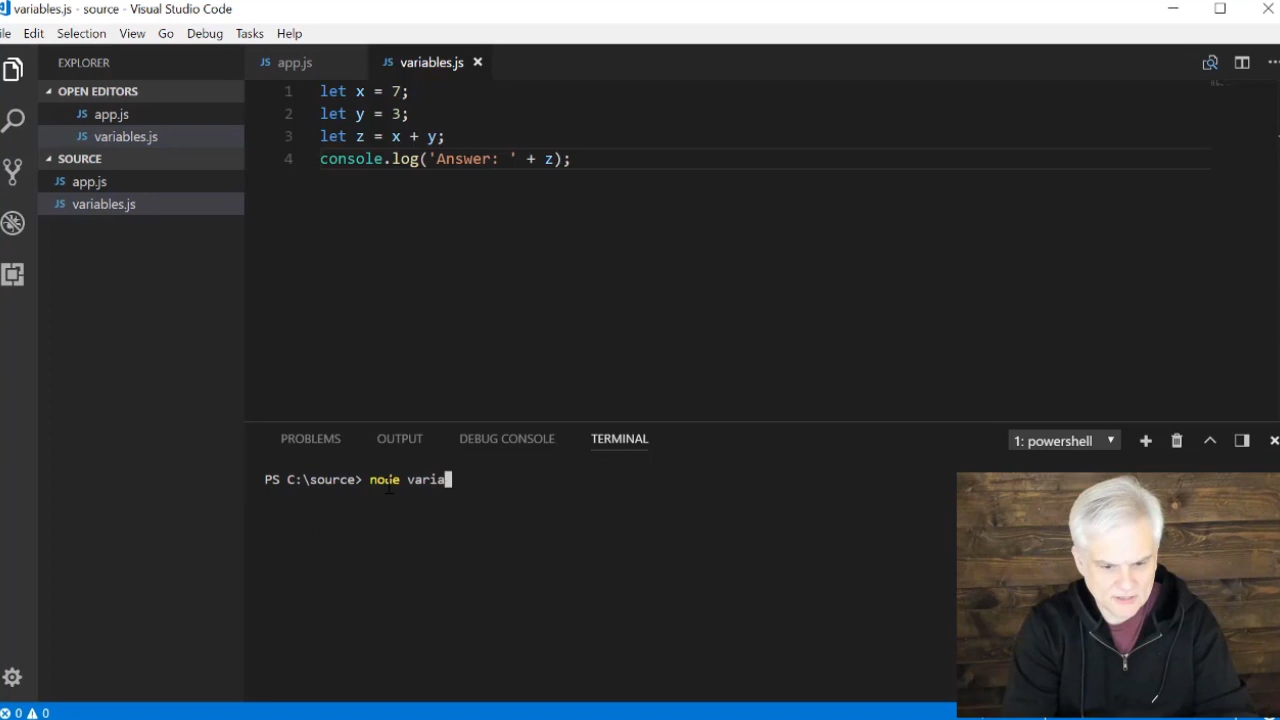 variables.js - source - Visual Studio Code
ile Edit Selection View Go Debug Tasks Help
EXPLORER
JS app.js
JS variables.js ×
OPEN EDITORS
JS app.js
JS variables.js
SOURCE
JS app.js
JS variables.js
1 let x = 7;
2 let y = 3;
3 let z = x + y;
4 console.log('Answer: ' + z);
PROBLEMS OUTPUT DEBUG CONSOLE TERMINAL 1: powershell
PS C:\source> node varia
0 0